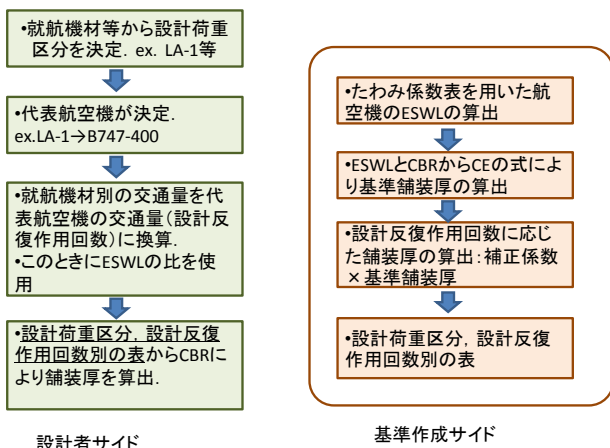 •就航機材等から設計荷重
区分を決定．ex. LA-1等
•代表航空機が決定．
ex.LA-1→B747-400
•就航機材別の交通量を代
表航空機の交通量（設計反
復作用回数）に換算．
•このときにESWLの比を使
用
•設計荷重区分，設計反復
作用回数別の表からCBRに
より舗装厚を算出．
設計者サイド
•たわみ係数表を用いた航
空機のESWLの算出
•ESWLとCBRからCEの式によ
り基準舗装厚の算出
•設計反復作用回数に応じ
た舗装厚の算出：補正係数
×基準舗装厚
•設計荷重区分，設計反復
作用回数別の表
基準作成サイド